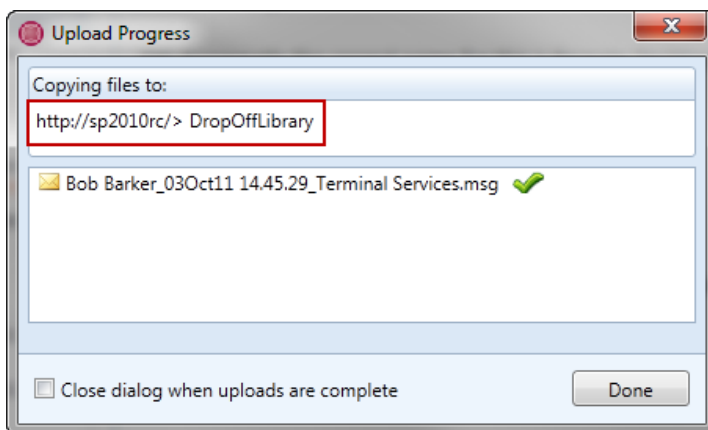 Upload Progress
Copying files to:
http://sp2010rc/> DropOffLibrary
Bob Barker_03Oct11 14.45.29_Terminal Services.msg
Close dialog when uploads are complete
Done